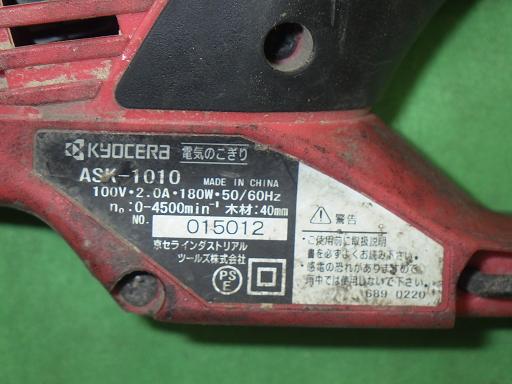 KYOCERA 電気のこぎり
ASK-1010 MADE IN CHINA
100V・2.0A・180W・50/60Hz
n₀:0-4500min⁻¹ 木材:40mm
NO. 015012
京セラインダストリアル
ツールズ株式会社
PS
E
警告
・ご使用前に取扱説明
書を必ずよくお読み下さい。
・感電の恐れがありますので
雨中では使用しないで下さい。
689 0220